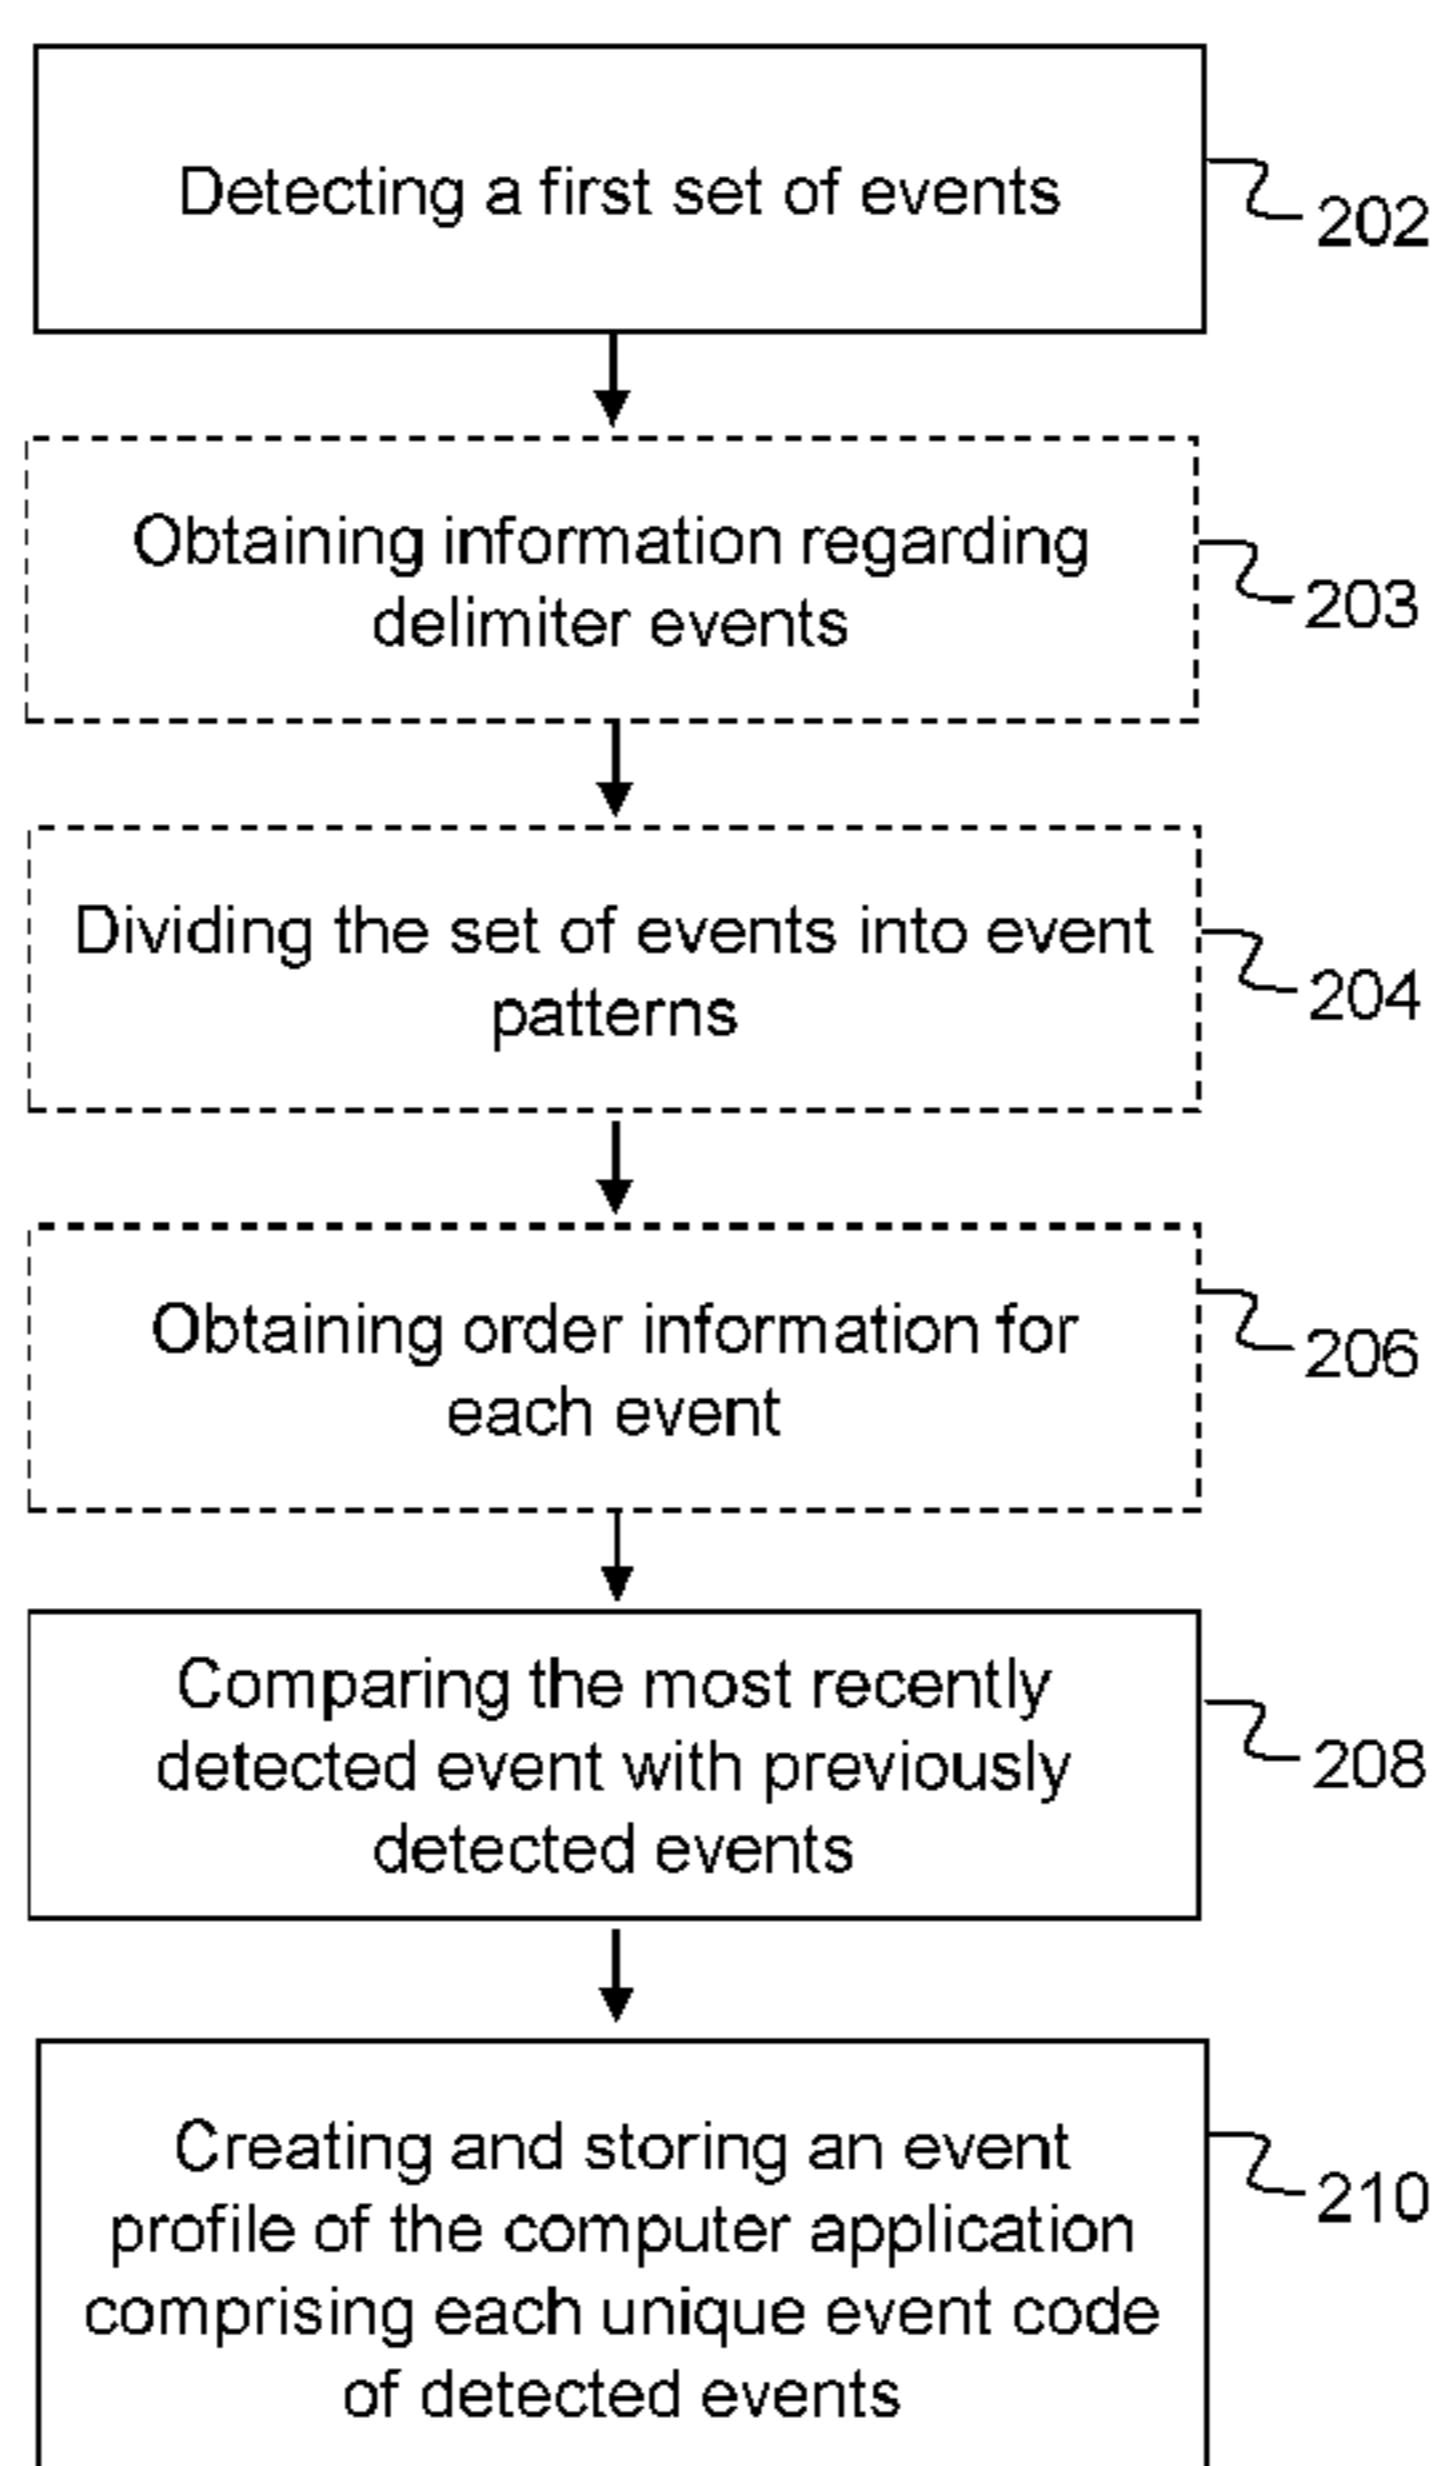 Detecting a first set of events
202
Obtaining information regarding
delimiter events
203
Dividing the set of events into event
patterns
204
Obtaining order information for
each event
206
Comparing the most recently
detected event with previously
detected events
208
Creating and storing an event
profile of the computer application
comprising each unique event code
of detected events
210